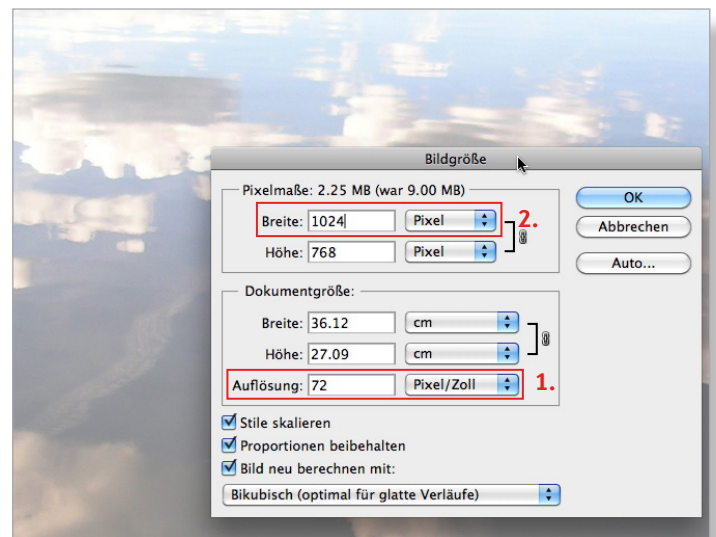 Bildgröße
Pixelmaße: 2.25 MB (war 9.00 MB)
OK
Breite: 1024 Pixel 2.
Abbrechen
Höhe: 768 Pixel
Auto...
Dokumentgröße:
Breite: 36.12 cm
Höhe: 27.09 cm
Auflösung: 72 Pixel/Zoll 1.
Stile skalieren
Proportionen beibehalten
Bild neu berechnen mit:
Bikubisch (optimal für glatte Verläufe)